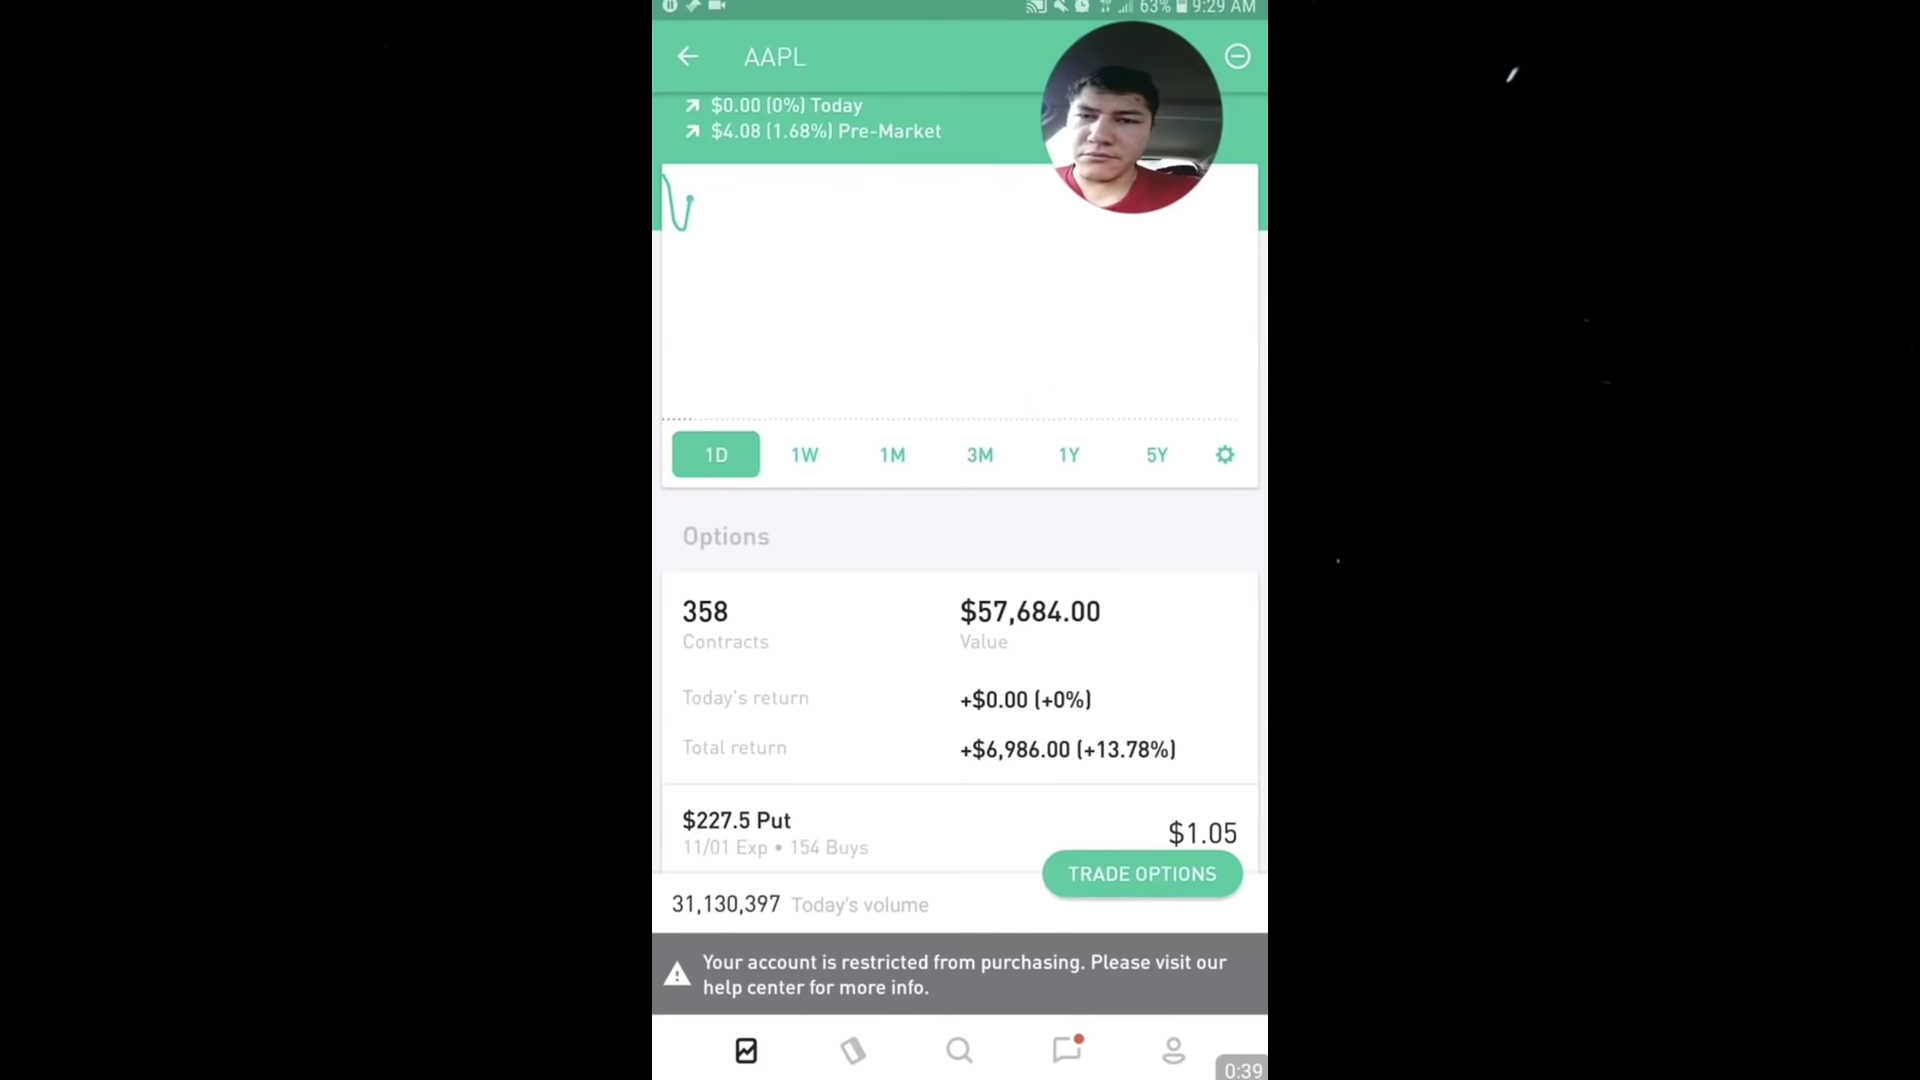 63% 9:29 AM
AAPL
$0.00 (0%) Today
$4.08 (1.68%) Pre-Market
1D 1W 1M 3M 1Y 5Y
Options
358 $57,684.00
Contracts Value
Today's return +$0.00 (+0%)
Total return +$6,986.00 (+13.78%)
$227.5 Put $1.05
11/01 Exp • 154 Buys
TRADE OPTIONS
31,130,397 Today's volume
Your account is restricted from purchasing. Please visit our
help center for more info.
0:39